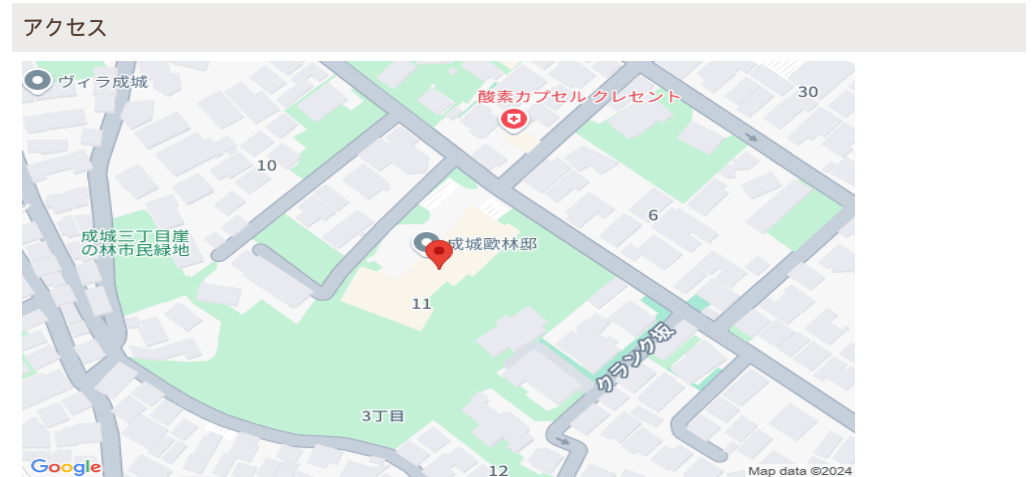 アクセス
ヴィラ成城
酸素カプセル クレセント
30
10
6
成城三丁目崖
の林市民緑地
成城歐林邸
11
クランク坂
3丁目
12
Google
Map data ©2024